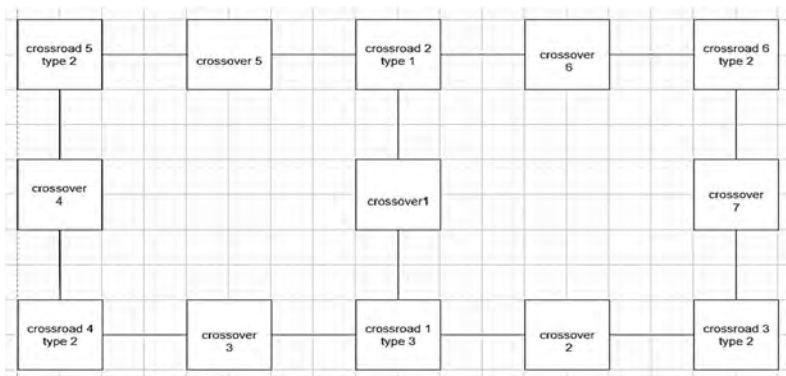 crossroad 5
type 2
crossover 5
crossroad 2
type 1
crossover
6
crossroad 6
type 2
crossover
4
crossover1
crossover
7
crossroad 4
type 2
crossover
3
crossroad 1
type 3
crossover
2
crossroad 3
type 2